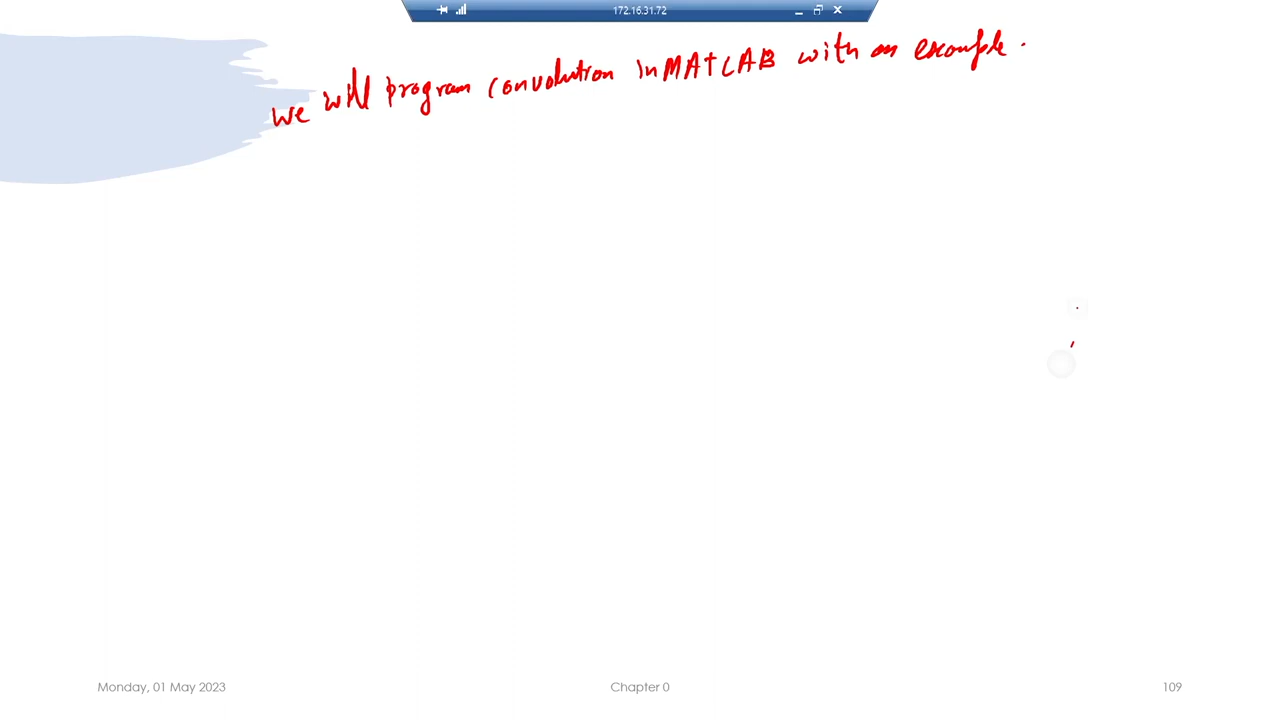 172.16.31.72
we will program convolution in MATLAB with an example.
Monday, 01 May 2023
Chapter 0
109